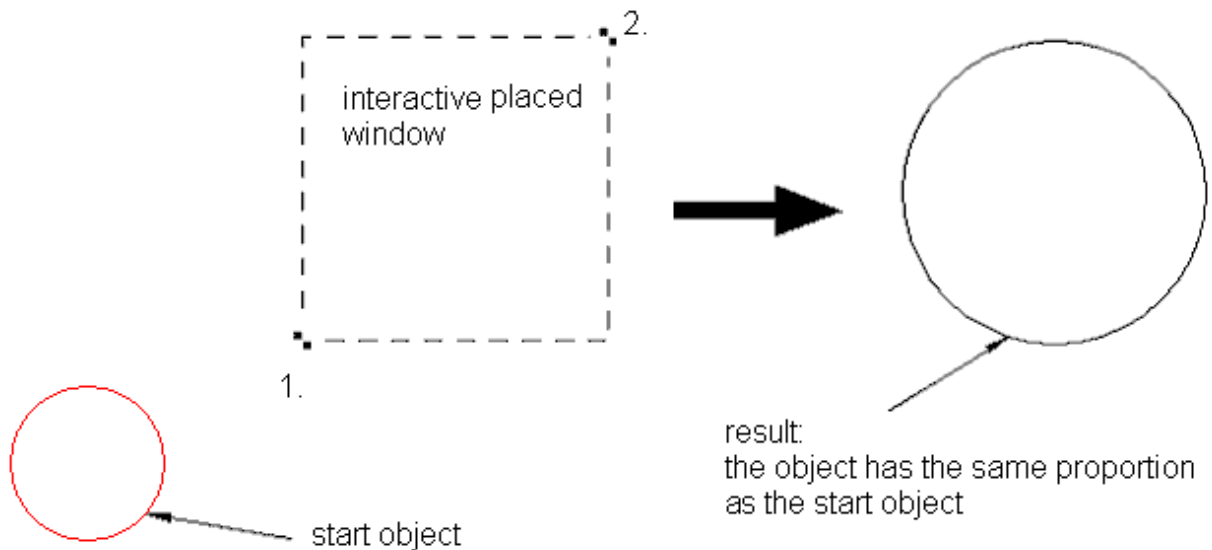 2.
interactive placed
window
1.
start object
result:
the object has the same proportion
as the start object